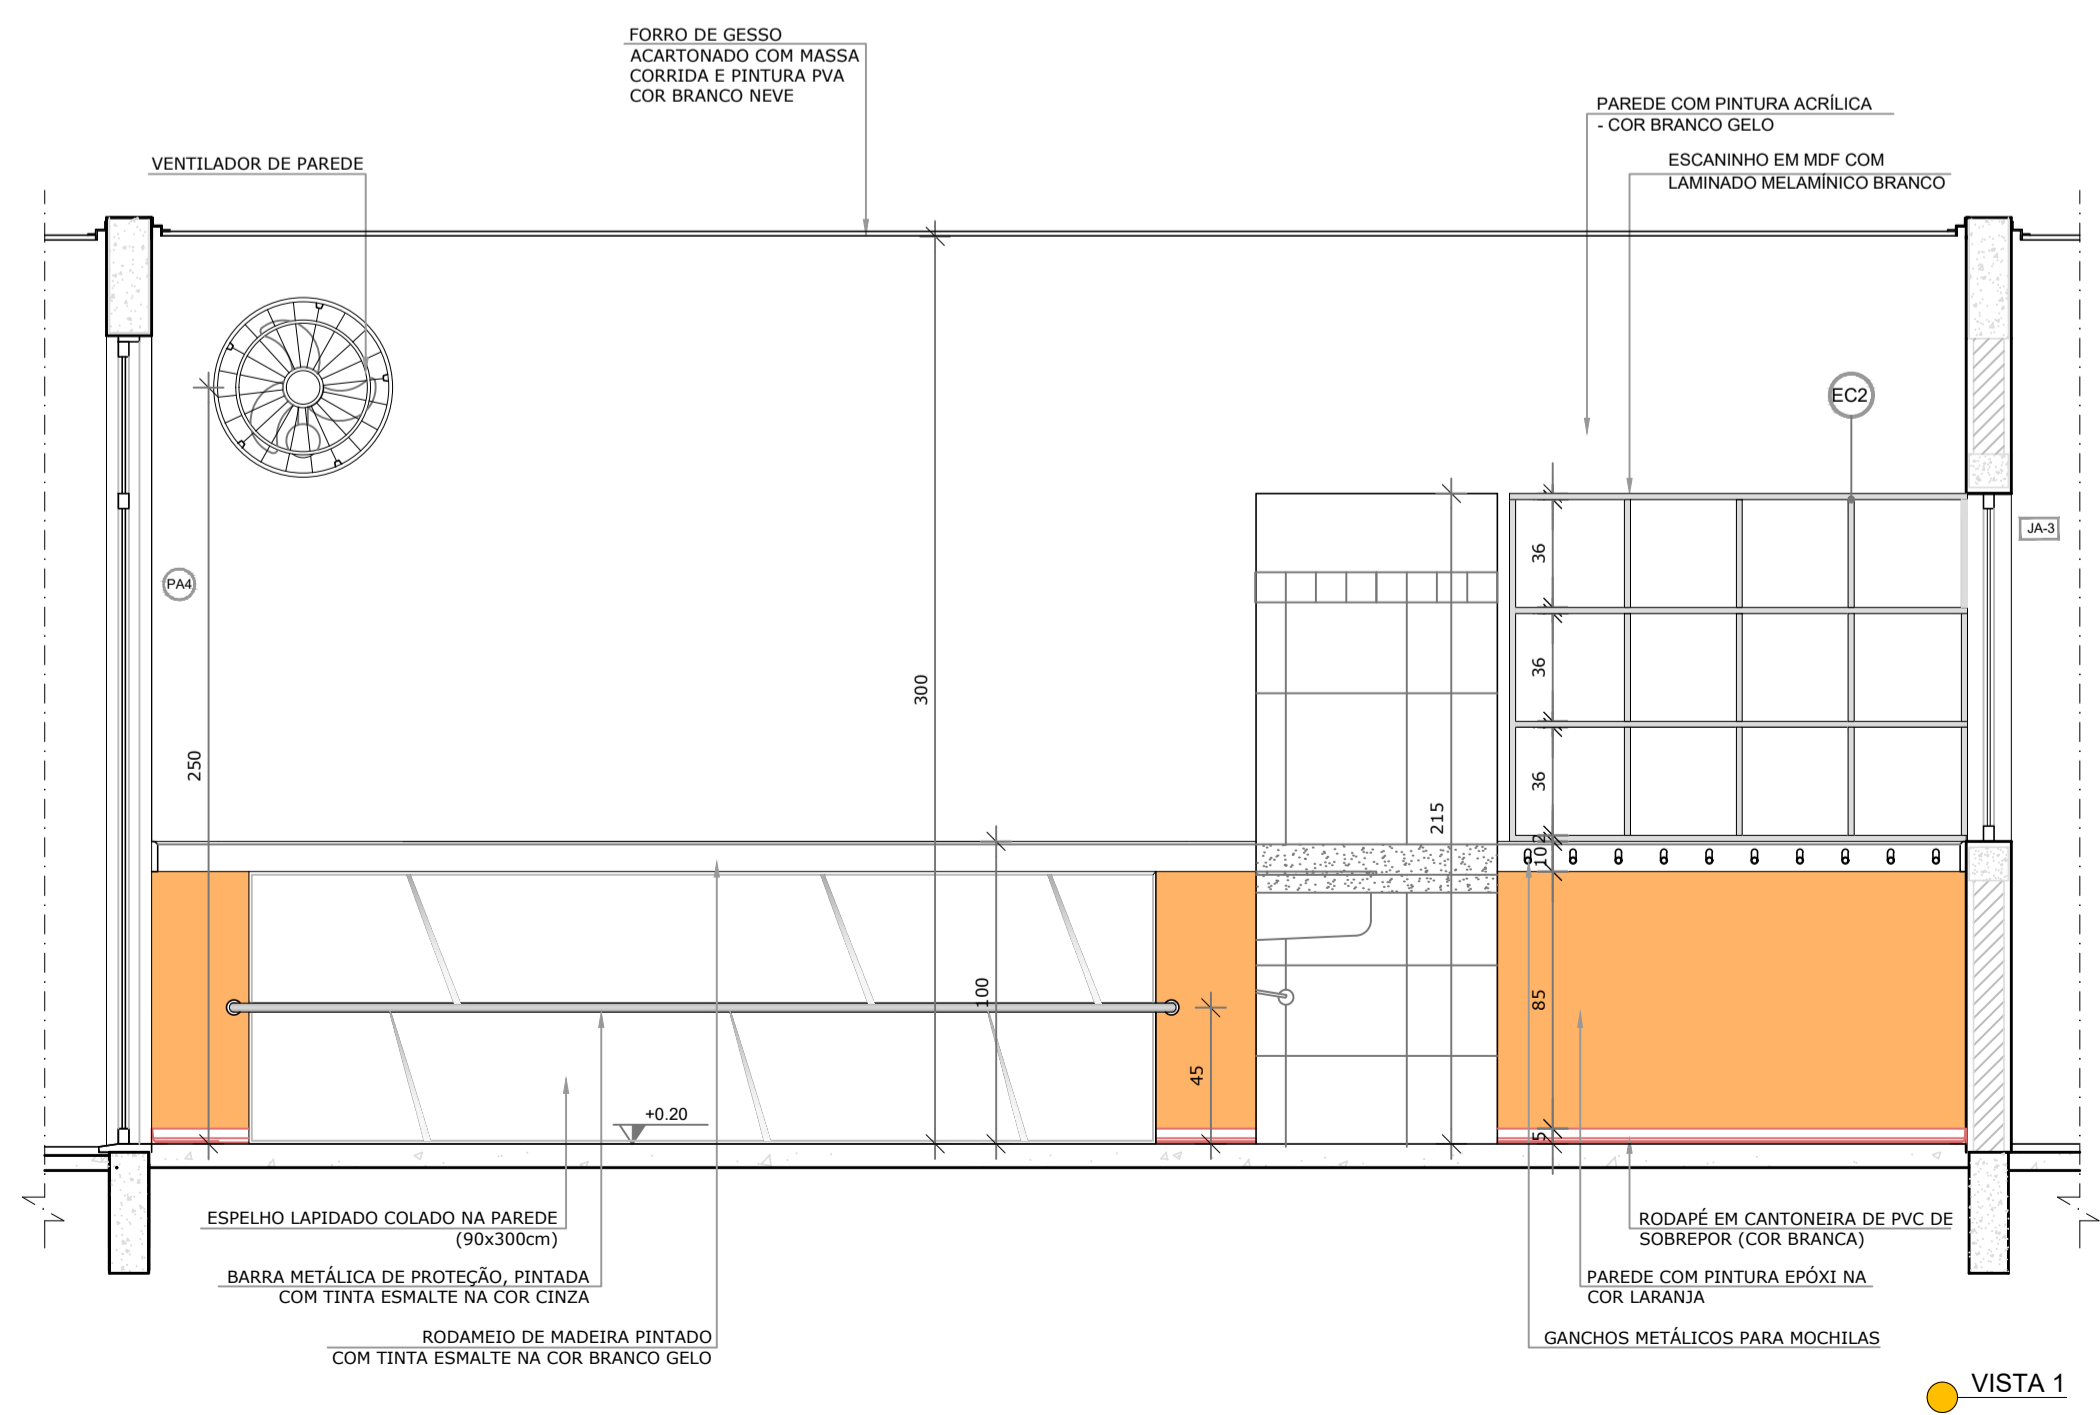 FORRO DE GESSO
ACARTONADO COM MASSA
CORRIDA E PINTURA PVA
COR BRANCO NEVE
PAREDE COM PINTURA ACRÍLICA
- COR BRANCO GELO
VENTILADOR DE PAREDE
ESCANINHO EM MDF COM
LAMINADO MELAMÍNICO BRANCO
EC2
JA-3
PA4
36
36
36
300
250
215
2
10
100
85
45
5
+0.20
ESPELHO LAPIDADO COLADO NA PAREDE
(90x300cm)
RODAPÉ EM CANTONEIRA DE PVC DE
SOBREPOR (COR BRANCA)
BARRA METÁLICA DE PROTEÇÃO, PINTADA
COM TINTA ESMALTE NA COR CINZA
PAREDE COM PINTURA EPÓXI NA
COR LARANJA
RODAMEIO DE MADEIRA PINTADO
COM TINTA ESMALTE NA COR BRANCO GELO
GANCHOS METÁLICOS PARA MOCHILAS
VISTA 1